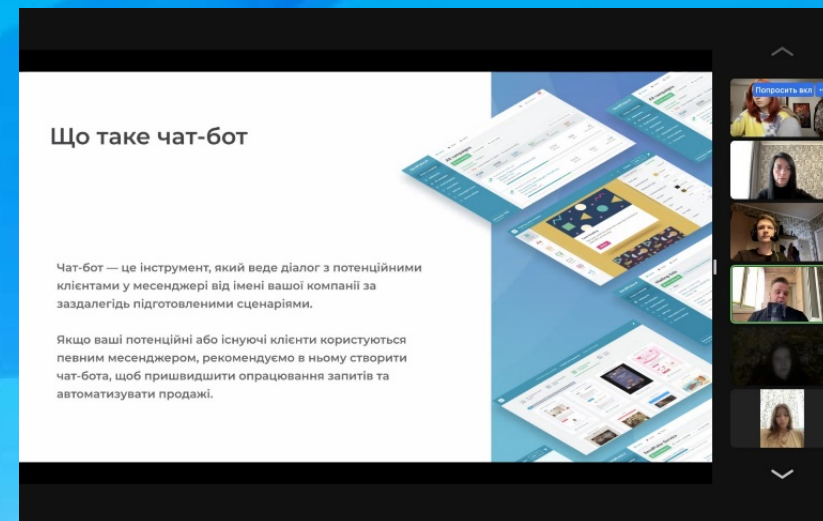 Що таке чат-бот
Чат-бот — це інструмент, який веде діалог з потенційними
клієнтами у месенджері від імені вашої компанії за
заздалегідь підготовленими сценаріями.
Якщо ваші потенційні або існуючі клієнти користуються
певним месенджером, рекомендуємо в ньому створити
чат-бота, щоб пришвидшити опрацювання запитів та
автоматизувати продажі.
Попросить вкл